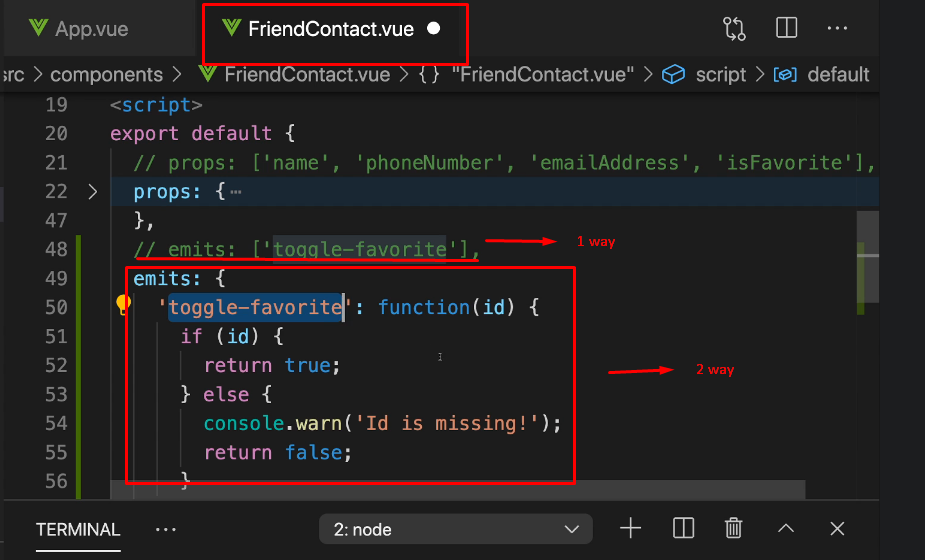 App.vue
FriendContact.vue
src > components > FriendContact.vue > {} "FriendContact.vue" > script > default
19 <script>
20 export default {
21 // props: ['name', 'phoneNumber', 'emailAddress', 'isFavorite'],
22 > props: { ⋯
47 },
48 // emits: ['toggle-favorite'],
1 way
49 emits: {
50 'toggle-favorite': function(id) {
51 if (id) {
52 return true;
2 way
53 } else {
54 console.warn('Id is missing!');
55 return false;
56 }
TERMINAL ⋯ 2: node